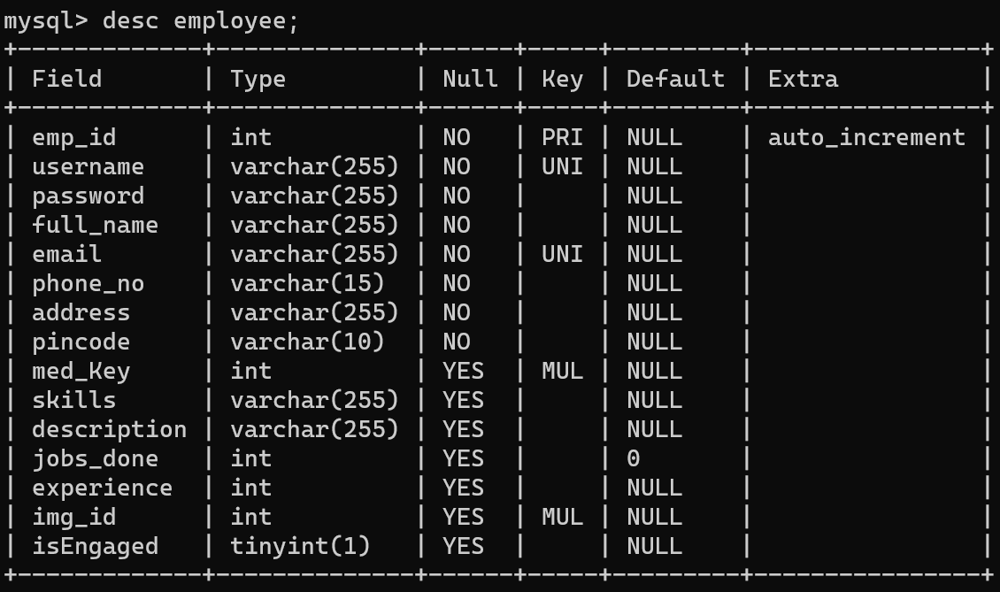 mysql> desc employee;
+-------------+--------------+------+-----+---------+----------------+
| Field       | Type         | Null | Key | Default | Extra          |
+-------------+--------------+------+-----+---------+----------------+
| emp_id      | int          | NO   | PRI | NULL    | auto_increment |
| username    | varchar(255) | NO   | UNI | NULL    |                |
| password    | varchar(255) | NO   |     | NULL    |                |
| full_name   | varchar(255) | NO   |     | NULL    |                |
| email       | varchar(255) | NO   | UNI | NULL    |                |
| phone_no    | varchar(15)  | NO   |     | NULL    |                |
| address     | varchar(255) | NO   |     | NULL    |                |
| pincode     | varchar(10)  | NO   |     | NULL    |                |
| med_Key     | int          | YES  | MUL | NULL    |                |
| skills      | varchar(255) | YES  |     | NULL    |                |
| description | varchar(255) | YES  |     | NULL    |                |
| jobs_done   | int          | YES  |     | 0       |                |
| experience  | int          | YES  |     | NULL    |                |
| img_id      | int          | YES  | MUL | NULL    |                |
| isEngaged   | tinyint(1)   | YES  |     | NULL    |                |
+-------------+--------------+------+-----+---------+----------------+